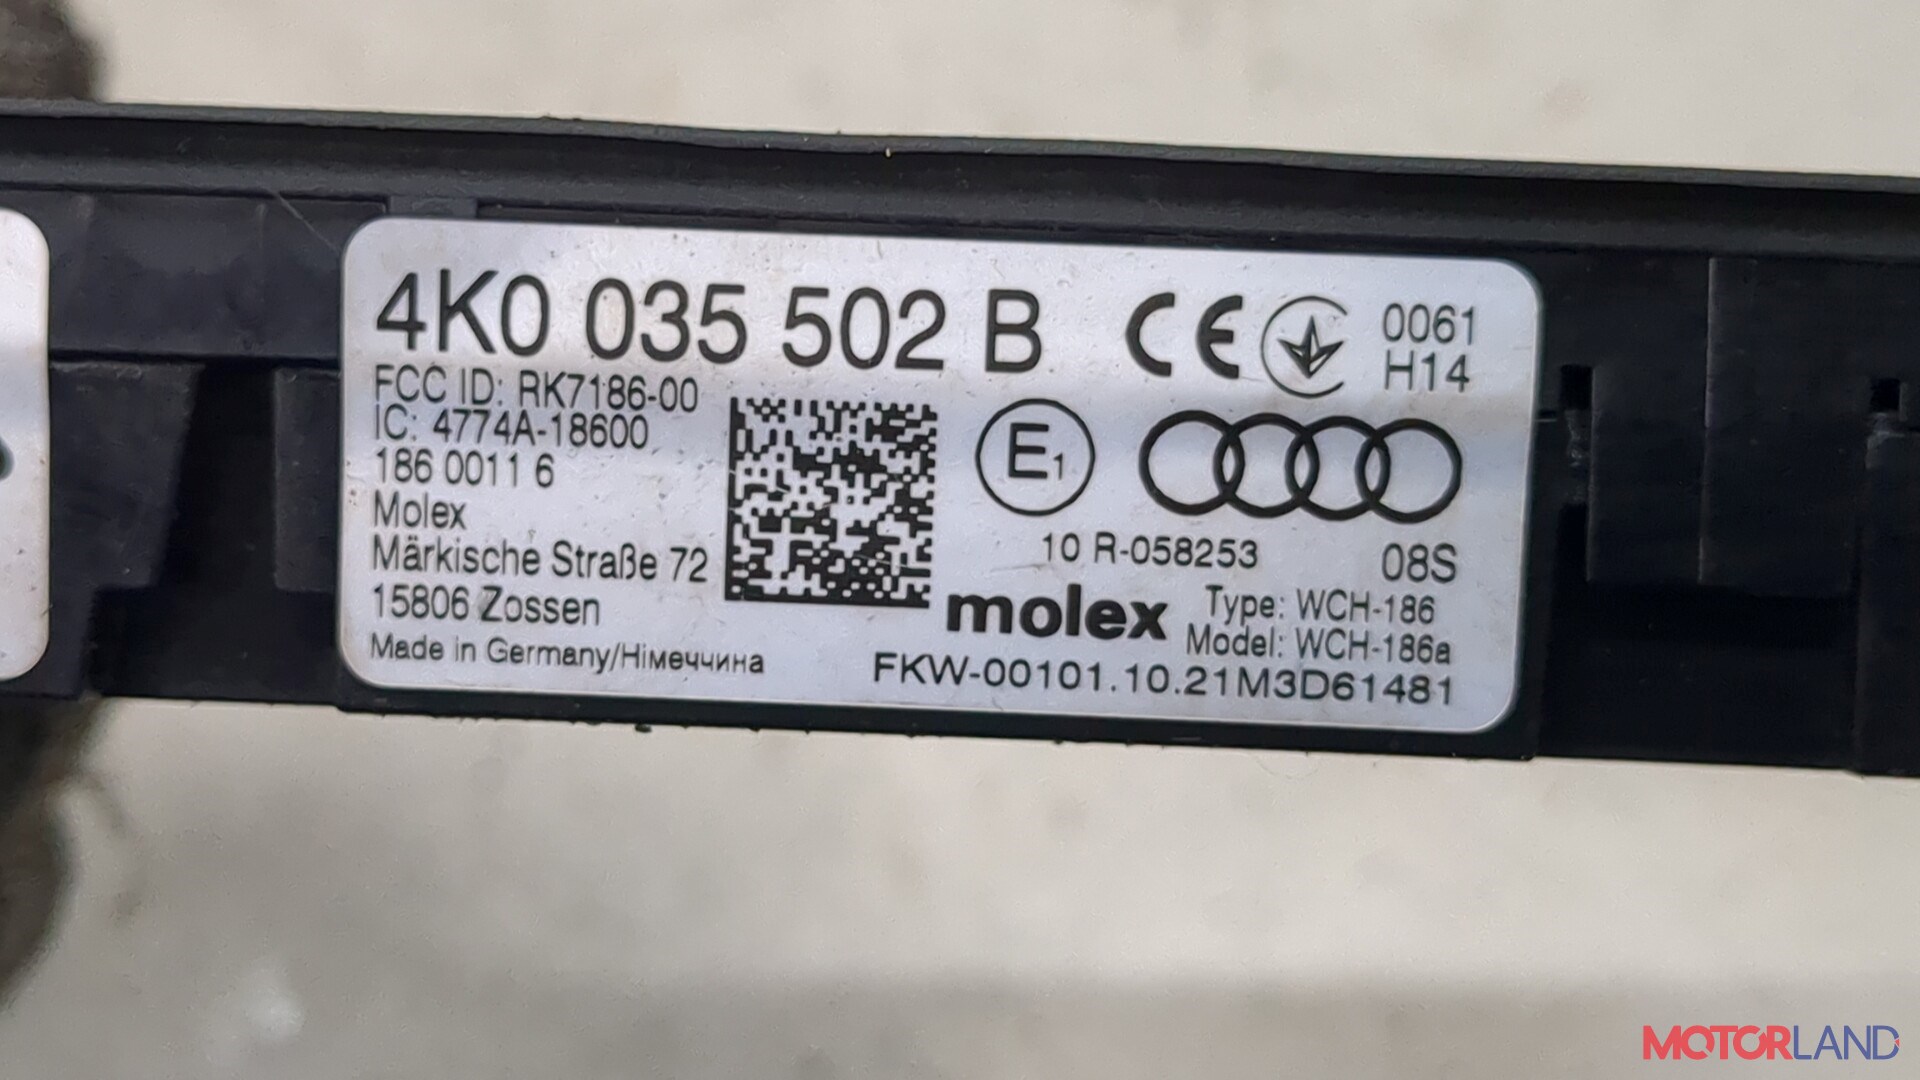 4K0 035 502 B
CE
0061
H14
FCC ID: RK7186-00
IC: 4774A-18600
186 0011 6
Molex
Märkische Straße 72
15806 Zossen
Made in Germany/Німеччина
E1
10 R-058253
08S
molex
Type: WCH-186
Model: WCH-186a
FKW-00101.10.21M3D61481
MOTORLAND